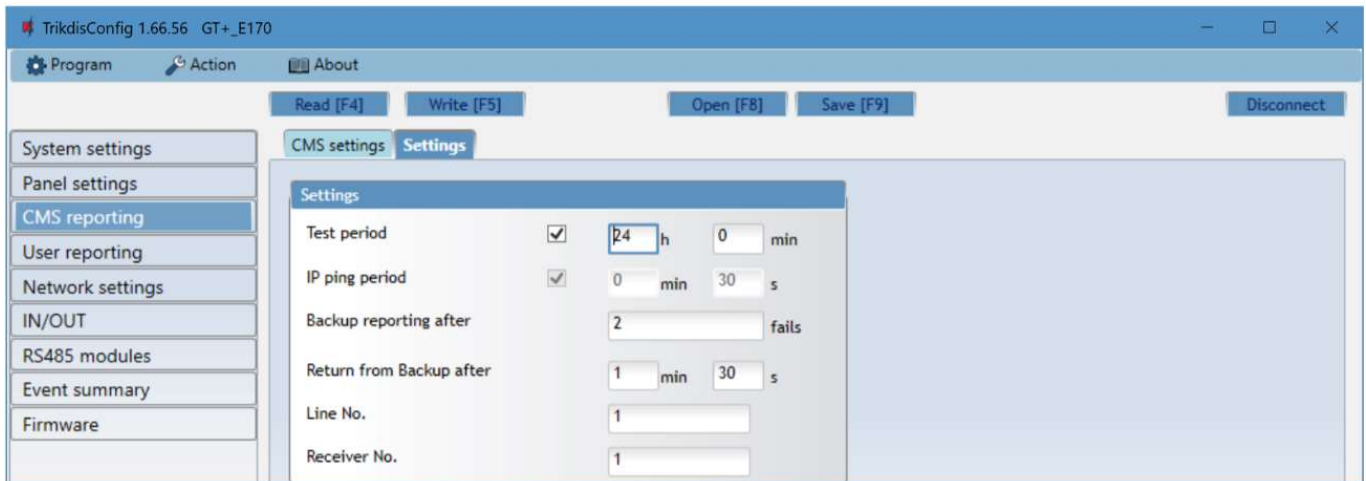 TrikdisConfig 1.66.56 GT+_E170
Program Action About
Read [F4] Write [F5] Open [F8] Save [F9] Disconnect
System settings
Panel settings
CMS reporting
User reporting
Network settings
IN/OUT
RS485 modules
Event summary
Firmware
CMS settings Settings
Settings
Test period 24 h 0 min
IP ping period 0 min 30 s
Backup reporting after 2 fails
Return from Backup after 1 min 30 s
Line No. 1
Receiver No. 1